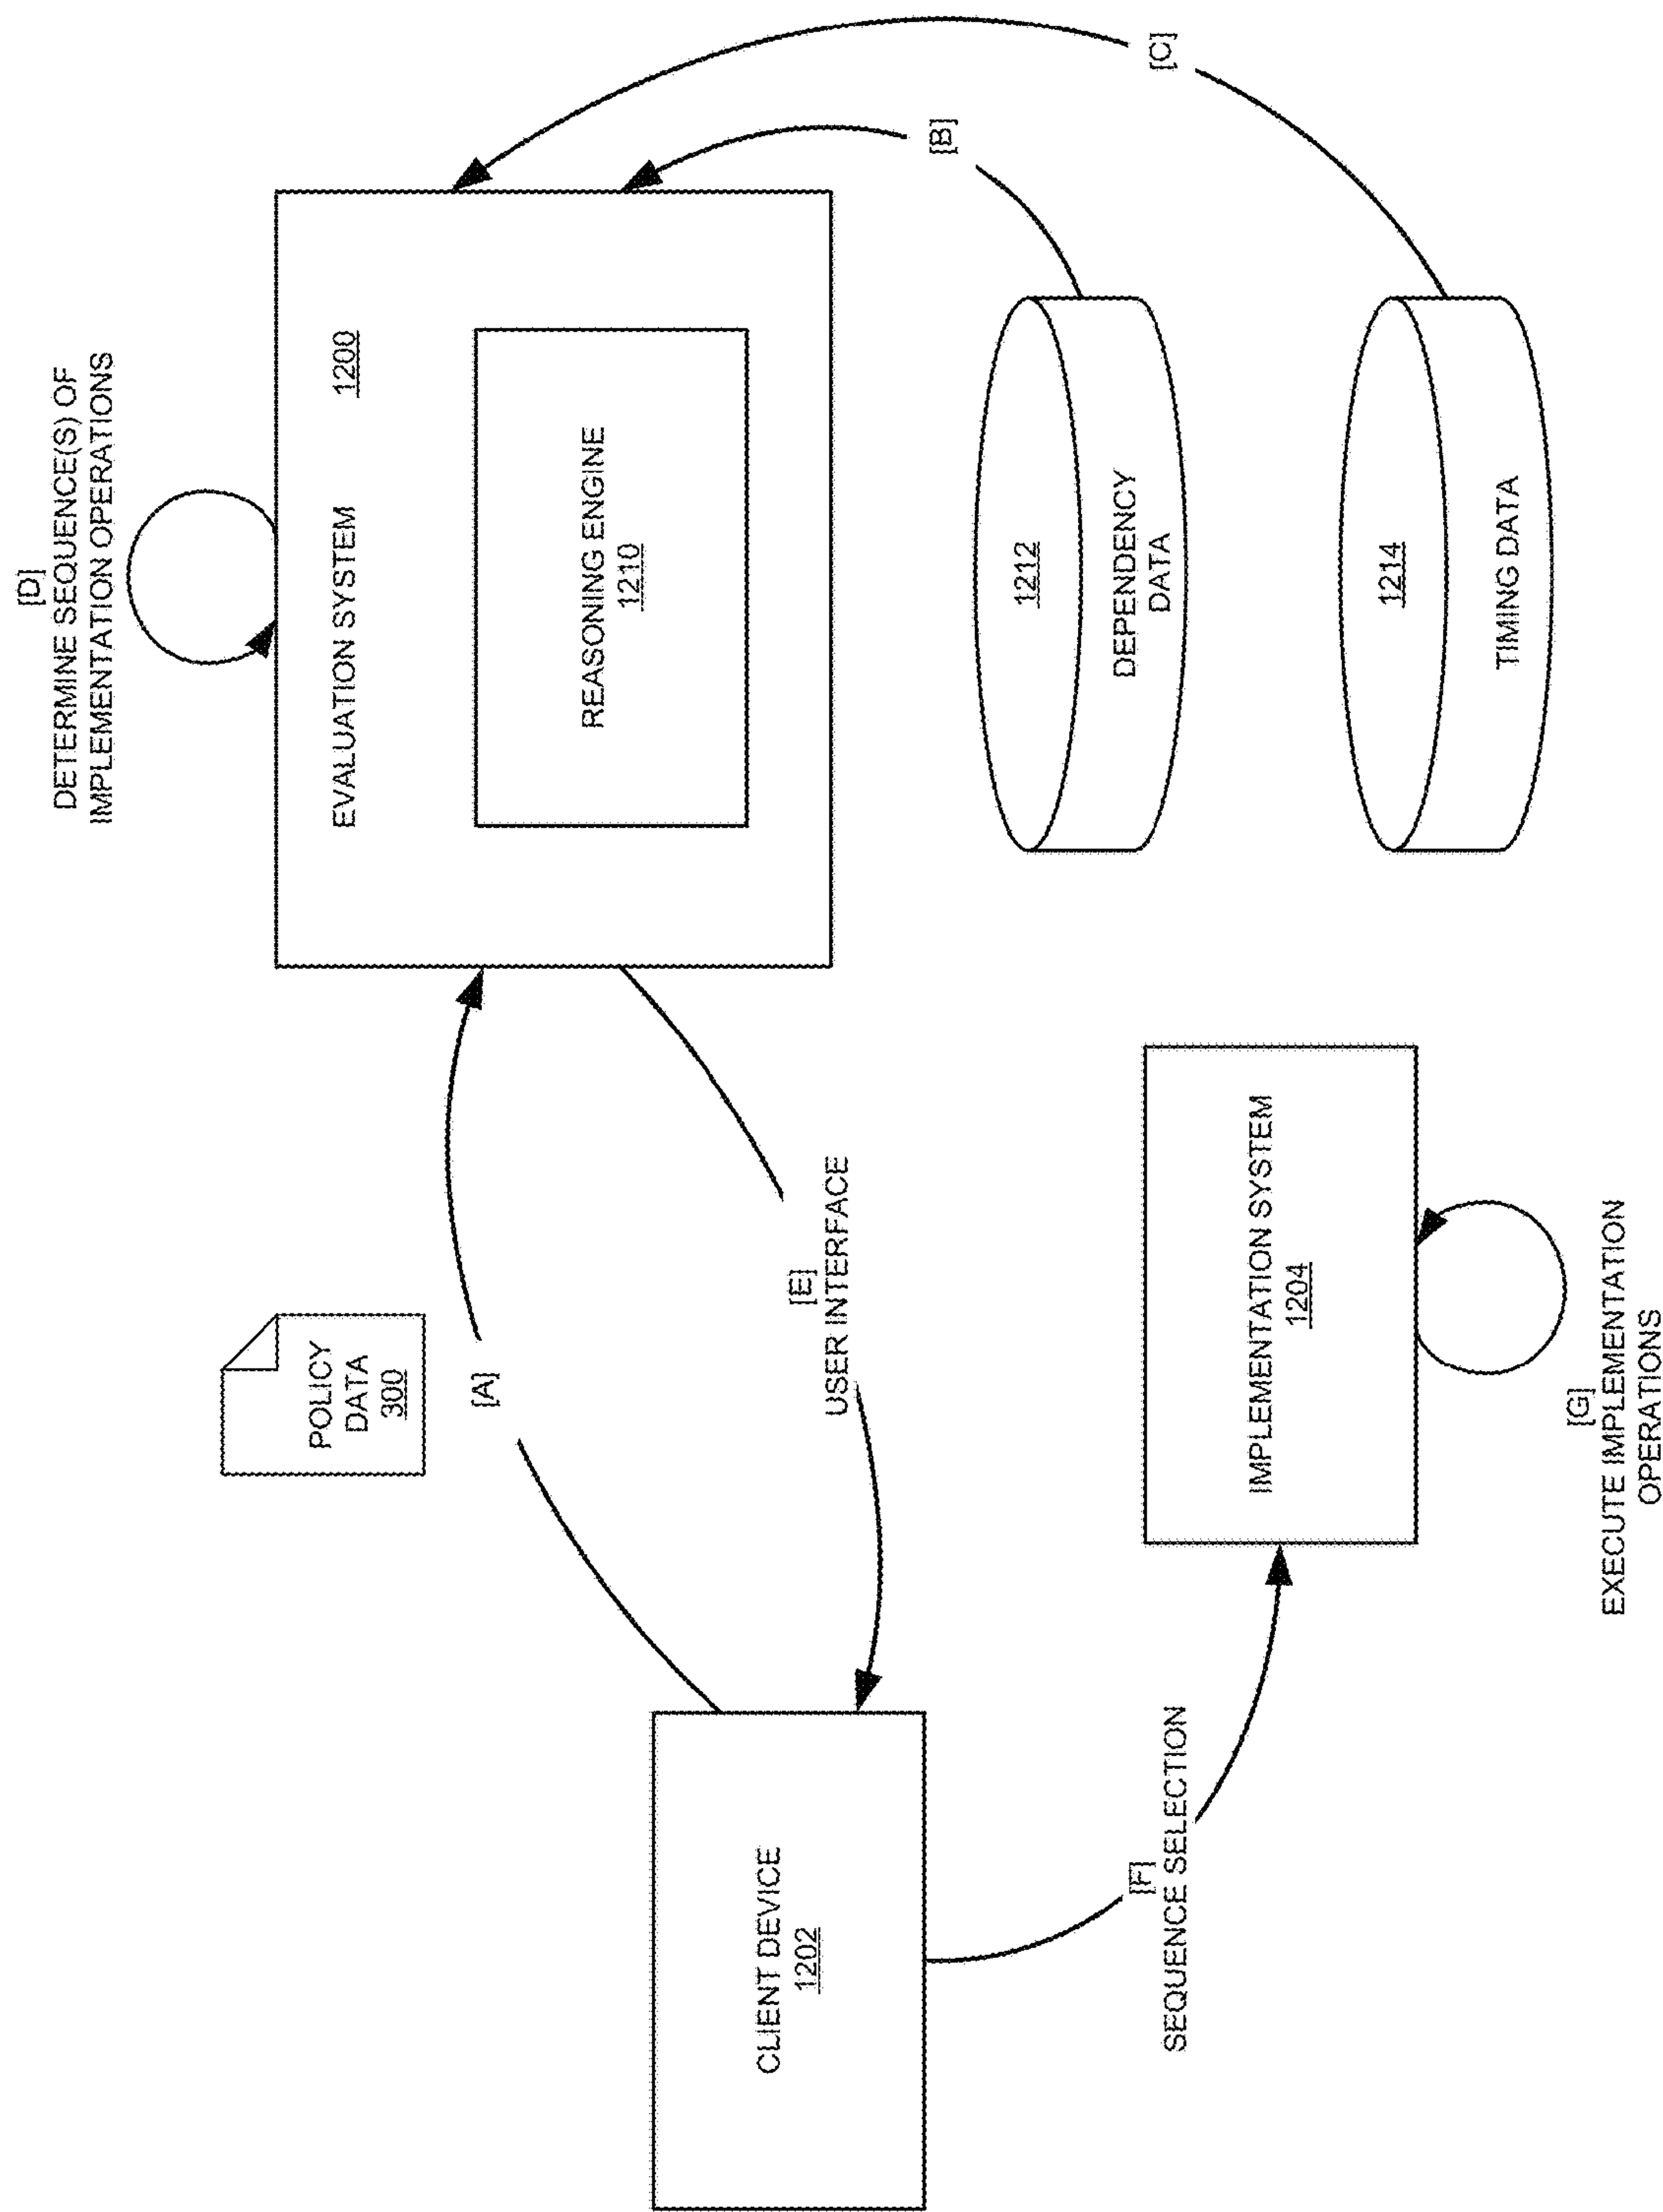 [D]
DETERMINE SEQUENCE(S) OF
IMPLEMENTATION OPERATIONS
POLICY
DATA
300
[A]
EVALUATION SYSTEM 1200
REASONING ENGINE
1210
[C]
[B]
CLIENT DEVICE
1202
[E]
USER INTERFACE
1212
DEPENDENCY
DATA
[F]
SEQUENCE SELECTION
IMPLEMENTATION SYSTEM
1204
1214
TIMING DATA
[G]
EXECUTE IMPLEMENTATION
OPERATIONS